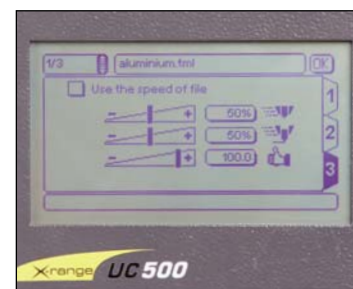 1/3 aluminium.tml OK
Use the speed of file
- + 50%
- + 50%
- + 100.0
1
2
3
X-range UC 500